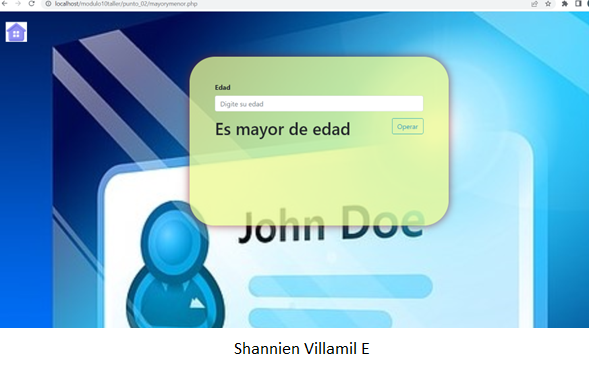 localhost/modulo10taller/punto_02/mayorymenor.php
Edad
Digite su edad
Es mayor de edad
Operar
John Doe
Shannien Villamil E